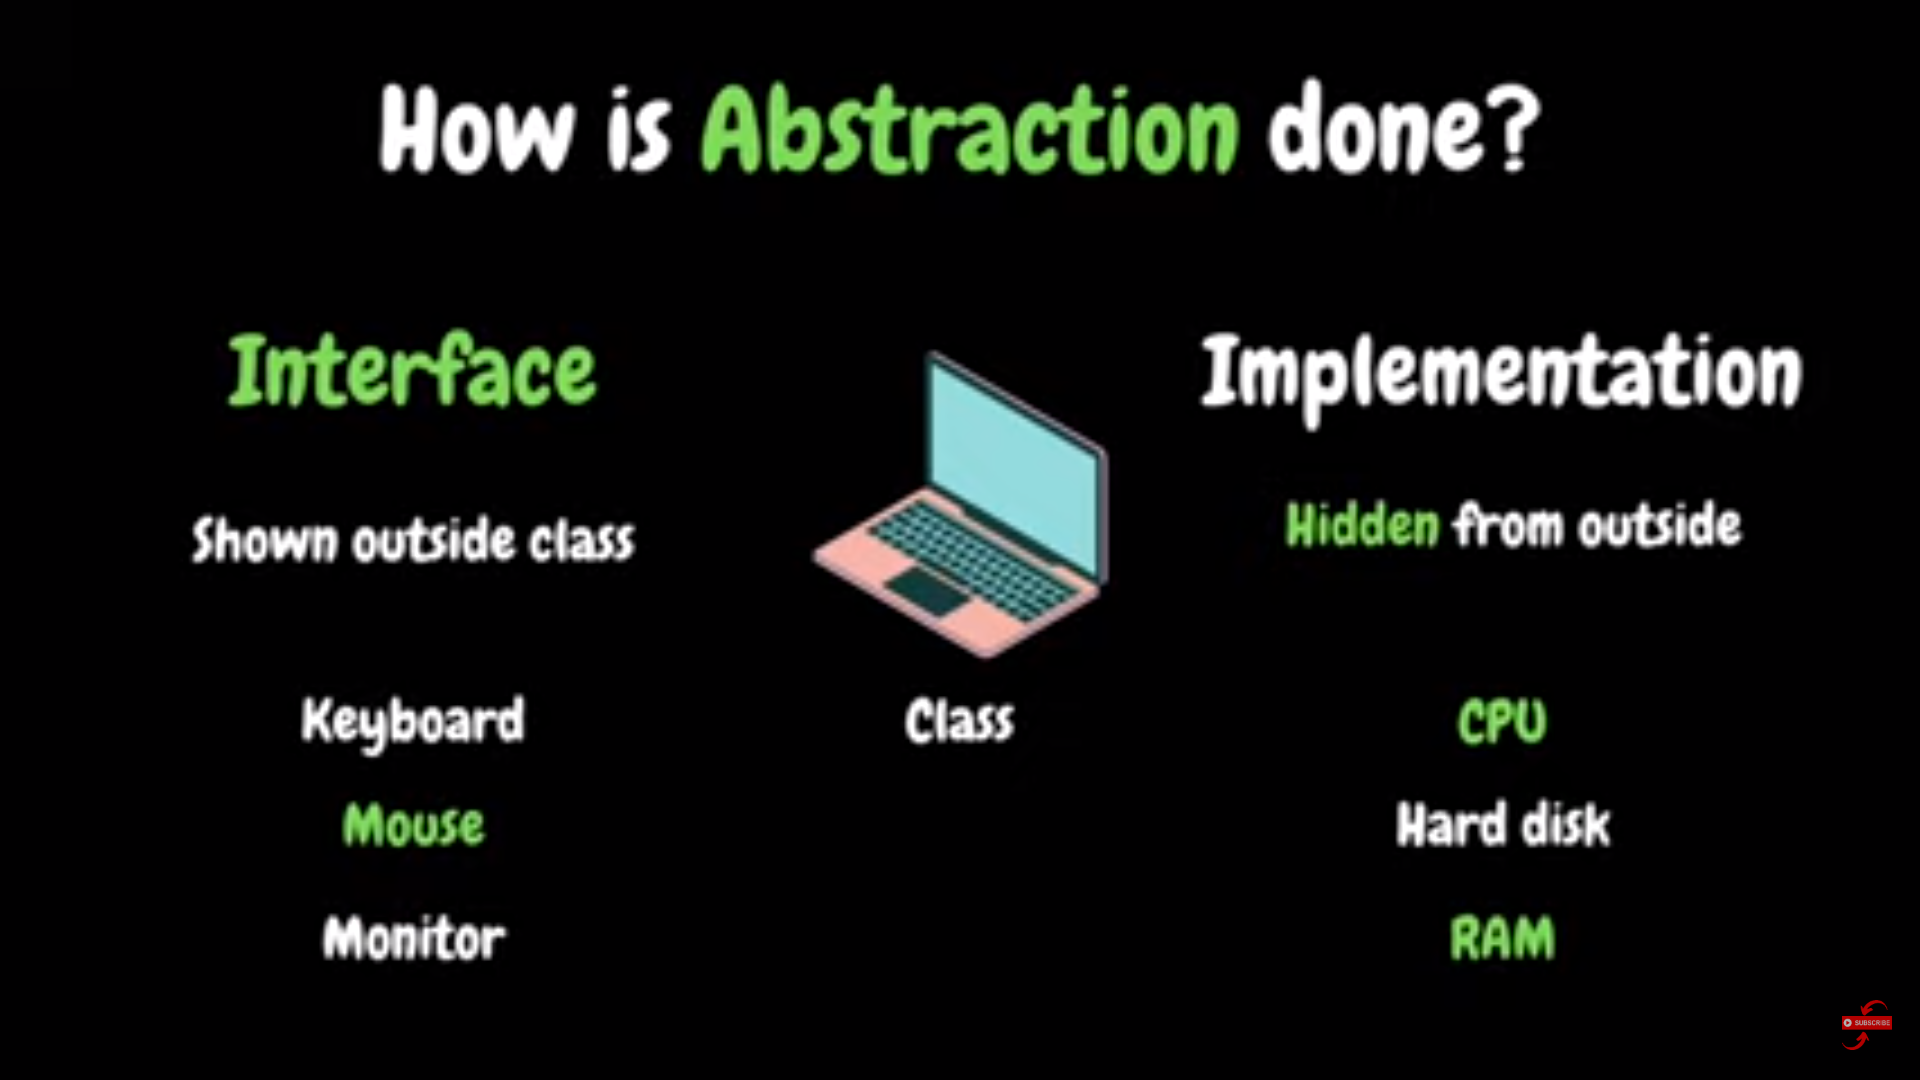 How is Abstraction done?
Interface
Shown outside class
Keyboard
Mouse
Monitor
Class
Implementation
Hidden from outside
CPU
Hard disk
RAM
SUBSCRIBE